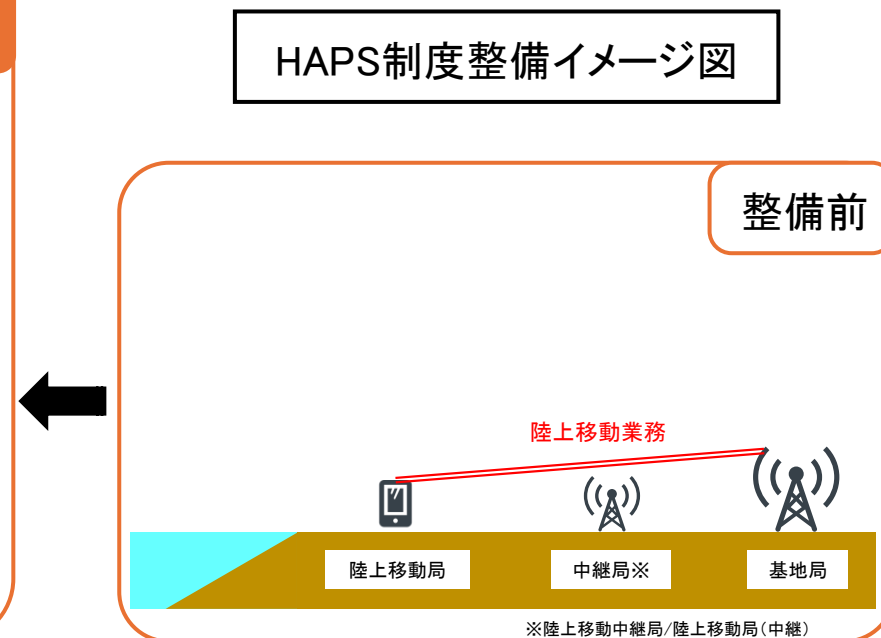 HAPS制度整備イメージ図
整備前
陸上移動業務
陸上移動局
中継局※
基地局
※陸上移動中継局/陸上移動局(中継)